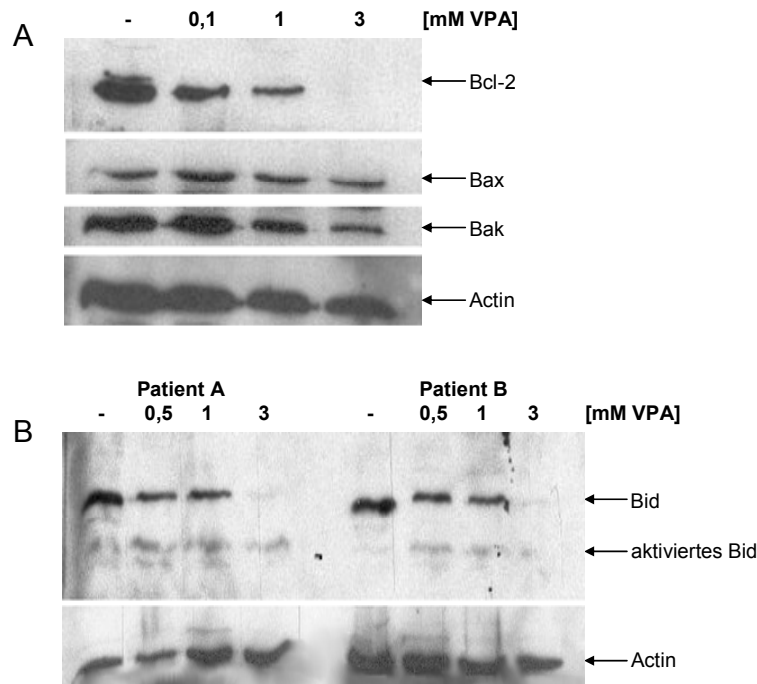 - 0,1 1 3 [mM VPA]
A
Bcl-2
Bax
Bak
Actin
Patient A Patient B
- 0,5 1 3 - 0,5 1 3 [mM VPA]
B
Bid
aktiviertes Bid
Actin